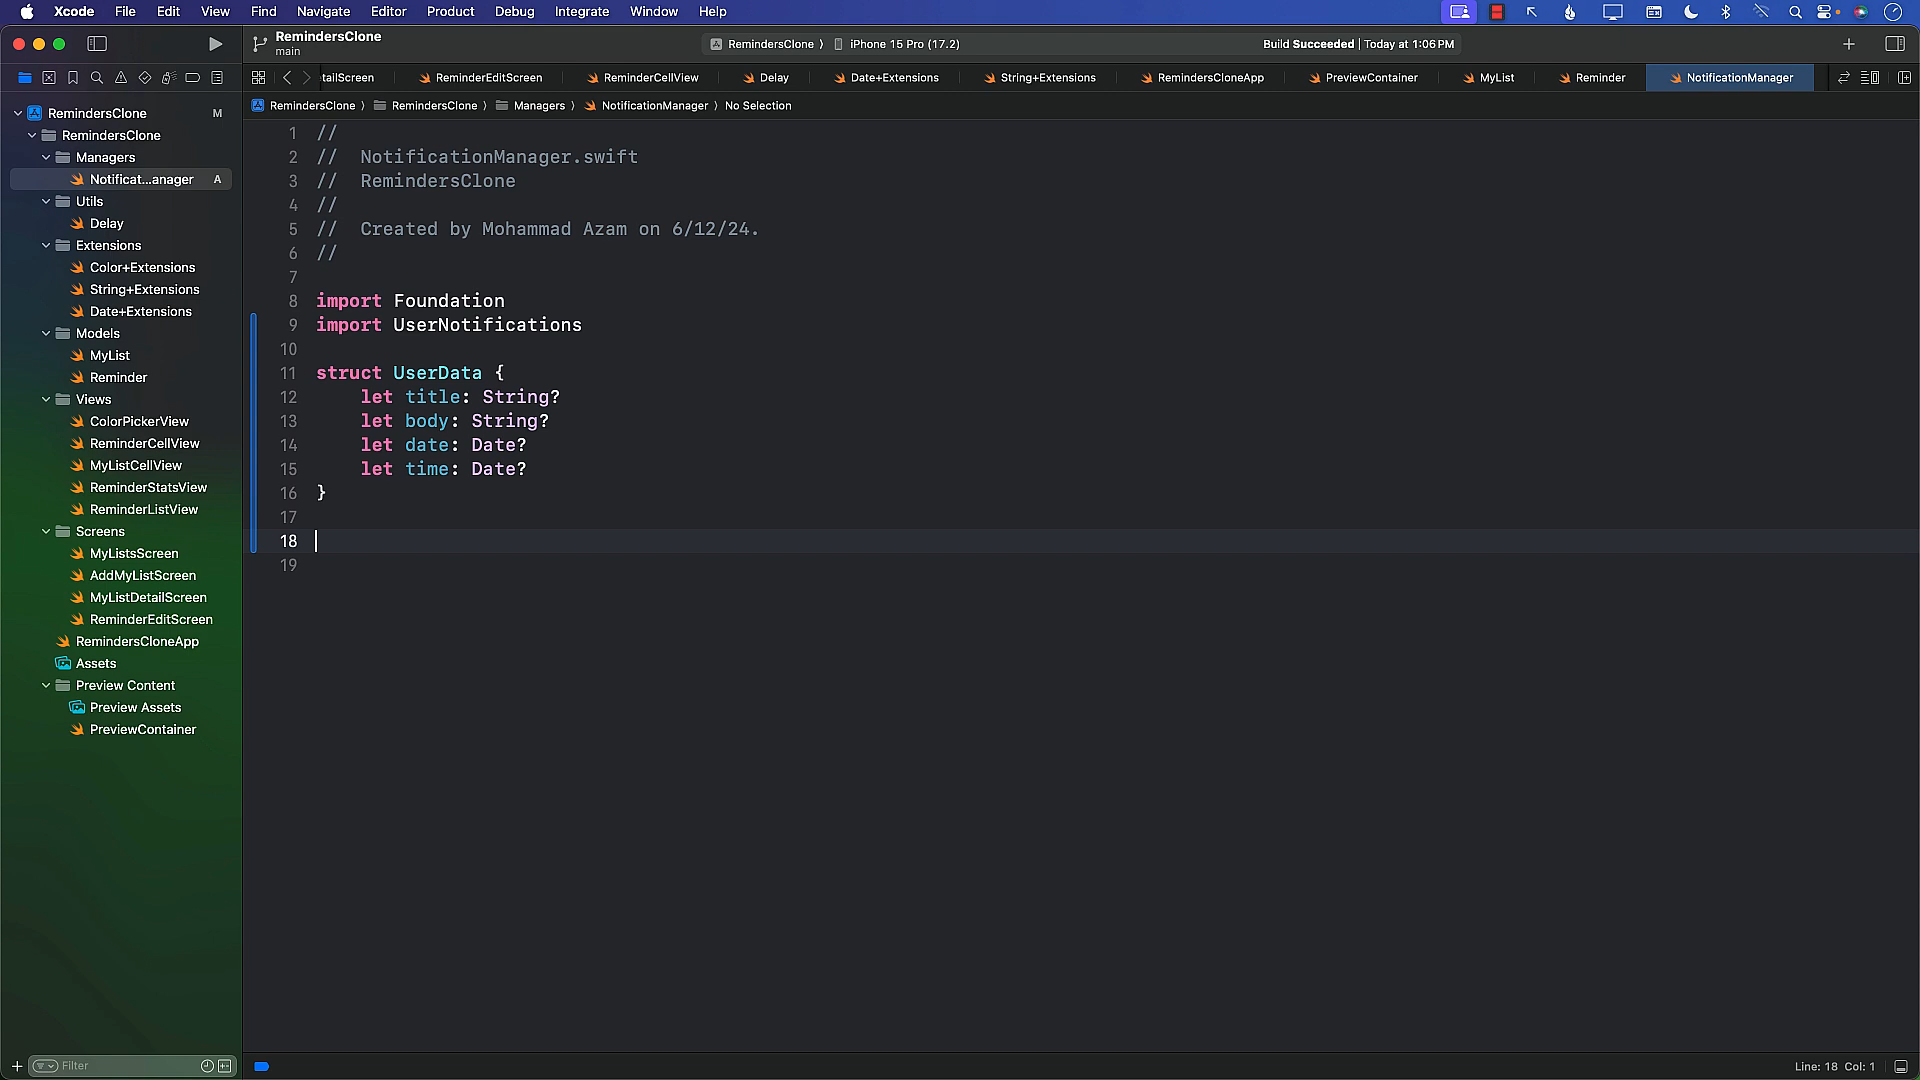 Xcode File Edit View Find Navigate Editor Product Debug Integrate Window Help
RemindersClone
main
RemindersClone 〉 iPhone 15 Pro (17.2)
Build Succeeded | Today at 1:06 PM
tailScreen ReminderEditScreen ReminderCellView Delay Date+Extensions String+Extensions RemindersCloneApp PreviewContainer MyList Reminder NotificationManager
RemindersClone 〉 RemindersClone 〉 Managers 〉 NotificationManager 〉 No Selection
RemindersClone M
RemindersClone
Managers
Notificat...anager A
Utils
Delay
Extensions
Color+Extensions
String+Extensions
Date+Extensions
Models
MyList
Reminder
Views
ColorPickerView
ReminderCellView
MyListCellView
ReminderStatsView
ReminderListView
Screens
MyListsScreen
AddMyListScreen
MyListDetailScreen
ReminderEditScreen
RemindersCloneApp
Assets
Preview Content
Preview Assets
PreviewContainer
Filter
1 //
2 //  NotificationManager.swift
3 //  RemindersClone
4 //
5 //  Created by Mohammad Azam on 6/12/24.
6 //
7
8 import Foundation
9 import UserNotifications
10
11 struct UserData {
12     let title: String?
13     let body: String?
14     let date: Date?
15     let time: Date?
16 }
17
18
19
Line: 18 Col: 1